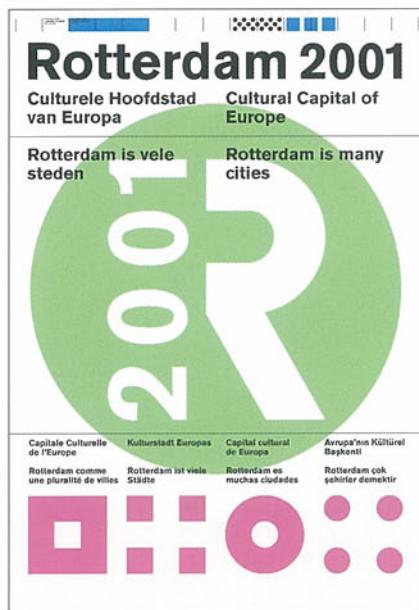 Rotterdam 2001
Culturele Hoofdstad
van Europa
Cultural Capital of
Europe
Rotterdam is vele
steden
Rotterdam is many
cities
2001
R
Capitale Culturelle
de l'Europe
Rotterdam comme
une pluralité de villes
Kulturstadt Europas
Rotterdam ist viele
Städte
Capital cultural
de Europa
Rotterdam es
muchas ciudades
Avrupa'nın Kültürel
Başkenti
Rotterdam çok
şehirler demektir